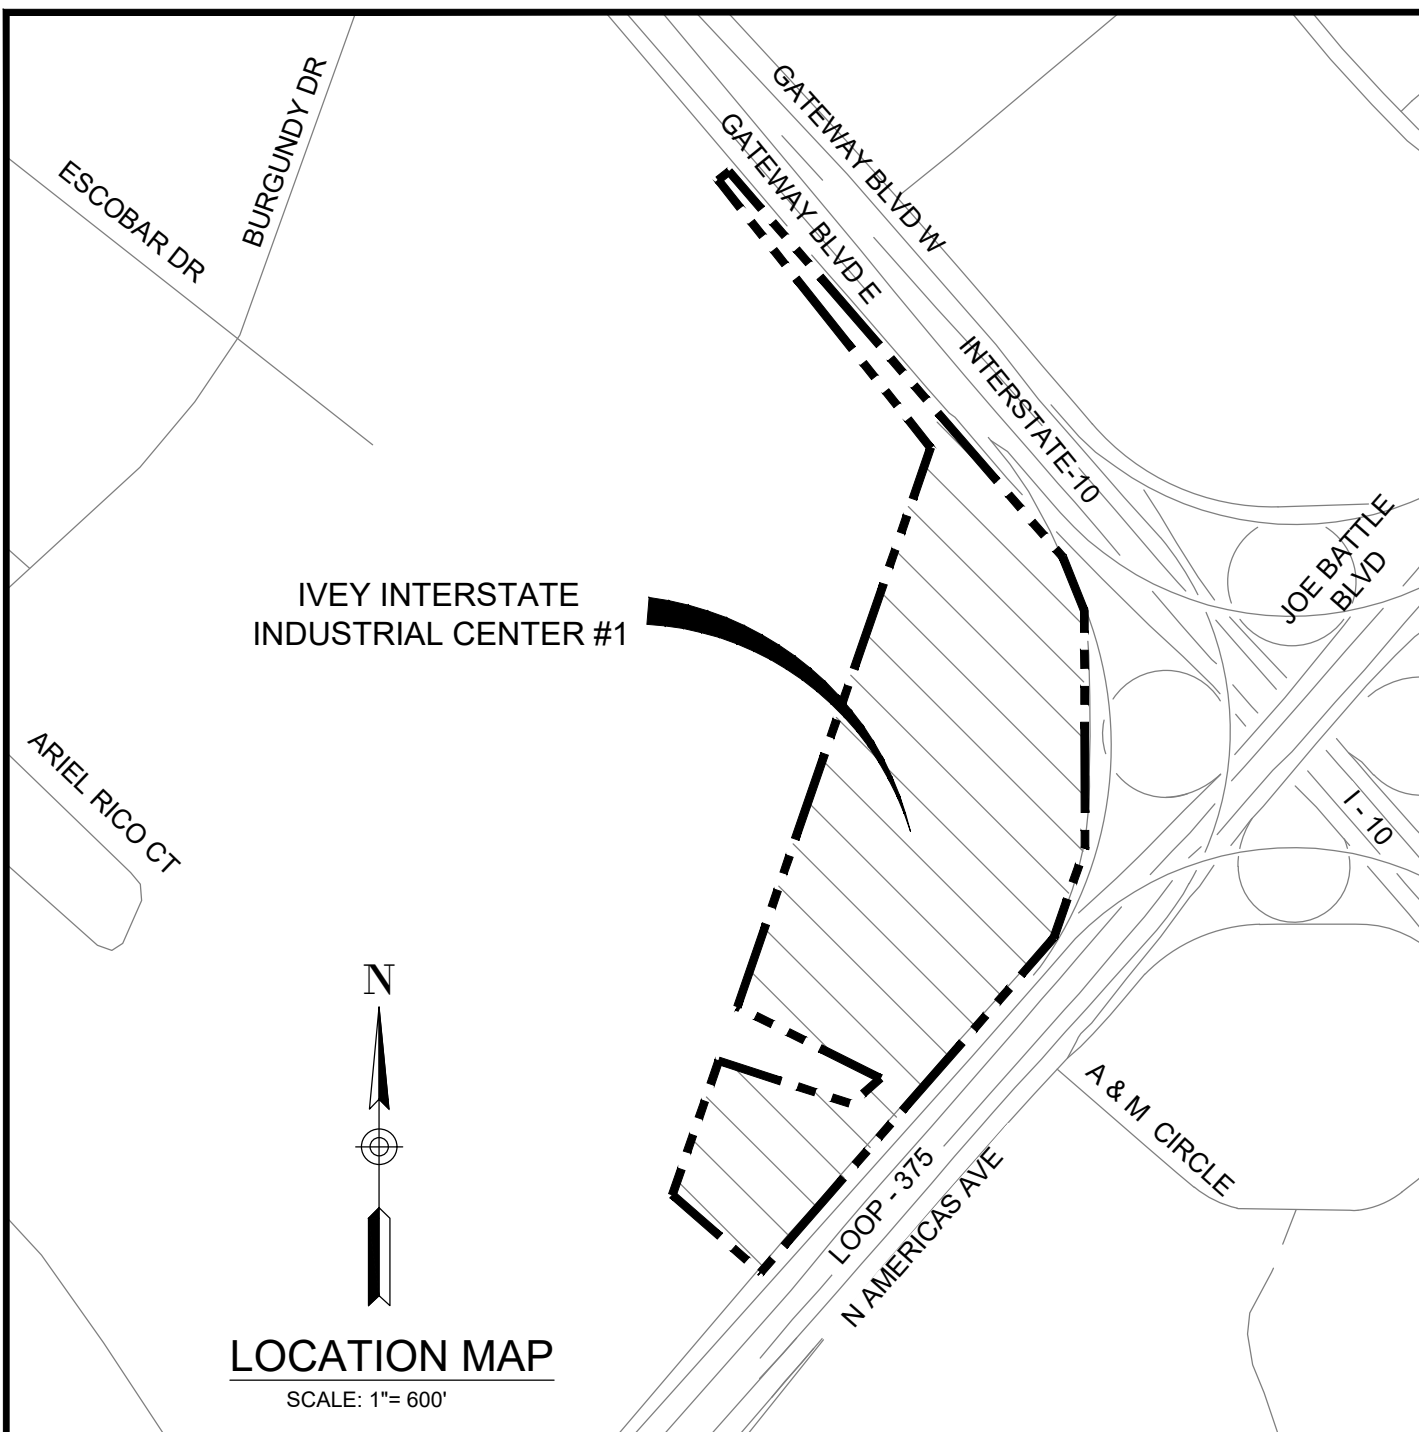 BURGUNDY DR
GATEWAY BLVD W
GATEWAY BLVD E
ESCOBAR DR
INTERSTATE-10
JOE BATTLE
BLVD
IVEY INTERSTATE
INDUSTRIAL CENTER #1
ARIEL RICO CT
I - 10
N
A & M CIRCLE
LOOP - 375
N AMERICAS AVE
LOCATION MAP
SCALE: 1"= 600'